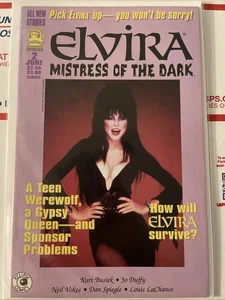 ALL NEW
STORIES
Pick ELVIRA up—you won't be sorry!
ELVIRA
MISTRESS OF THE DARK
2
JUNE
A Teen
Werewolf,
a Gypsy
Queen—and
Sponsor
Problems
How will
ELVIRA
survive?
Kurt Busiek • Jo Duffy
Neil Vokes • Dan Spiegle • Louis LaChance